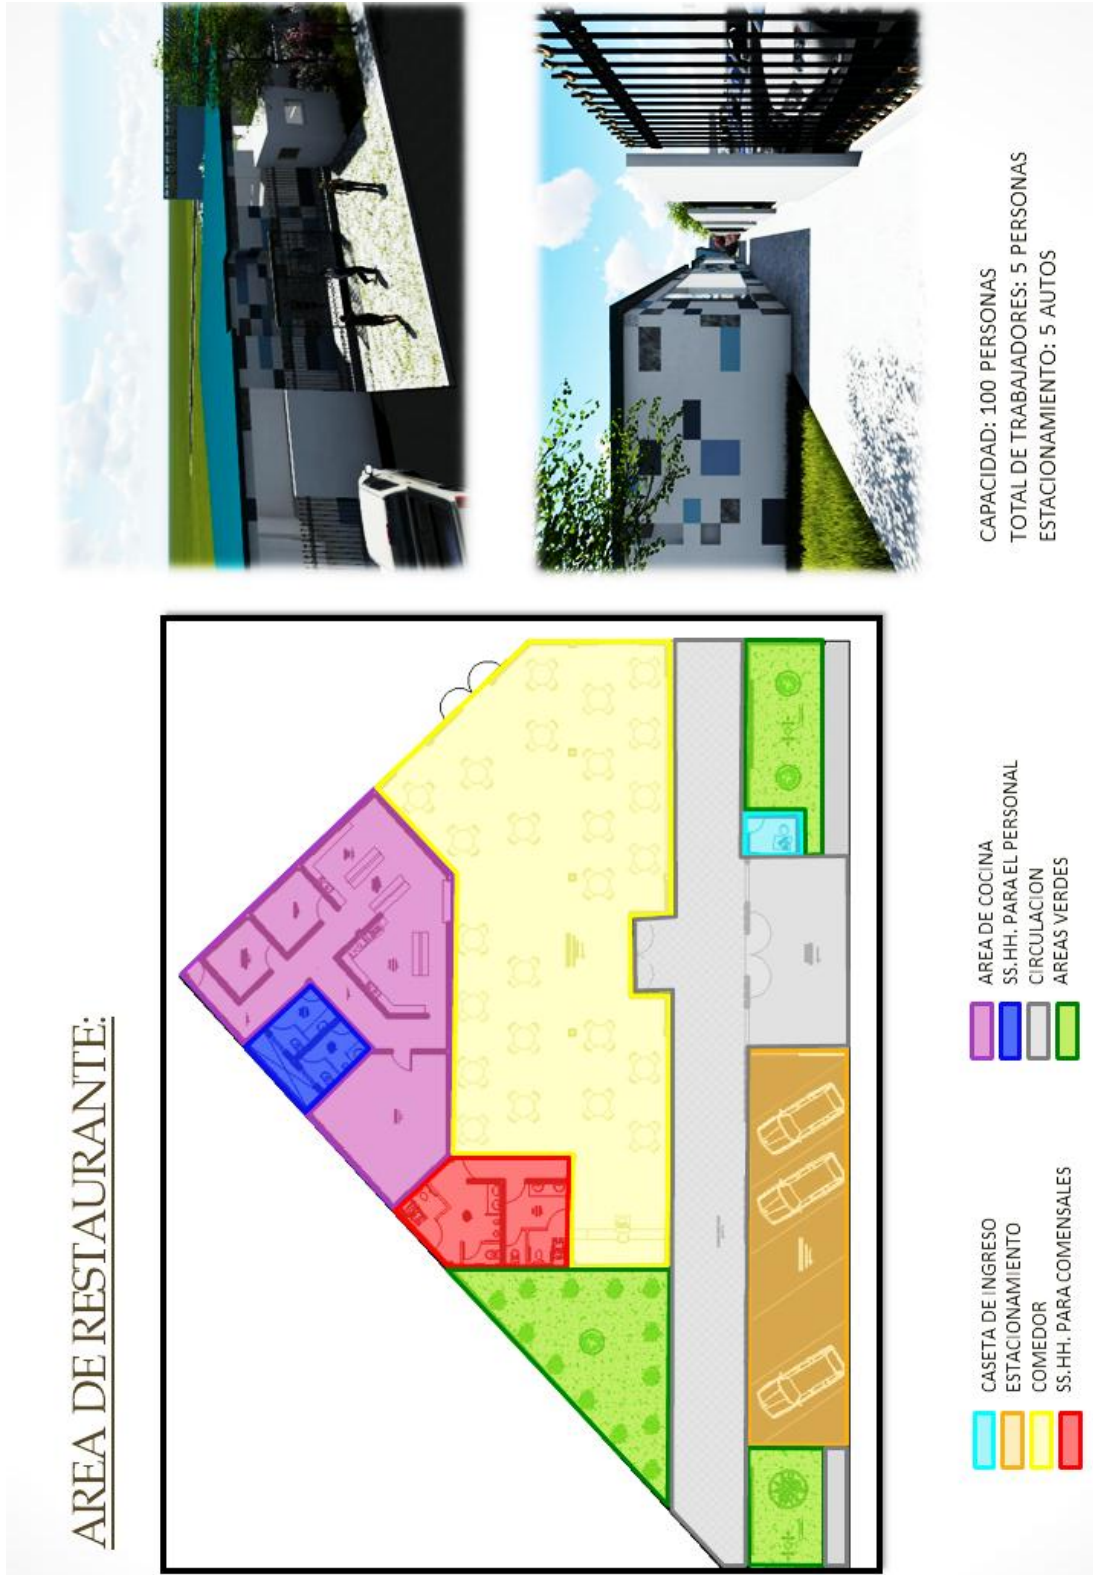 AREA DE RESTAURANTE:
CASETA DE INGRESO
ESTACIONAMIENTO
COMEDOR
SS.HH. PARA COMENSALES
AREA DE COCINA
SS.HH. PARA EL PERSONAL
CIRCULACION
AREAS VERDES
CAPACIDAD: 100 PERSONAS
TOTAL DE TRABAJADORES: 5 PERSONAS
ESTACIONAMIENTO: 5 AUTOS